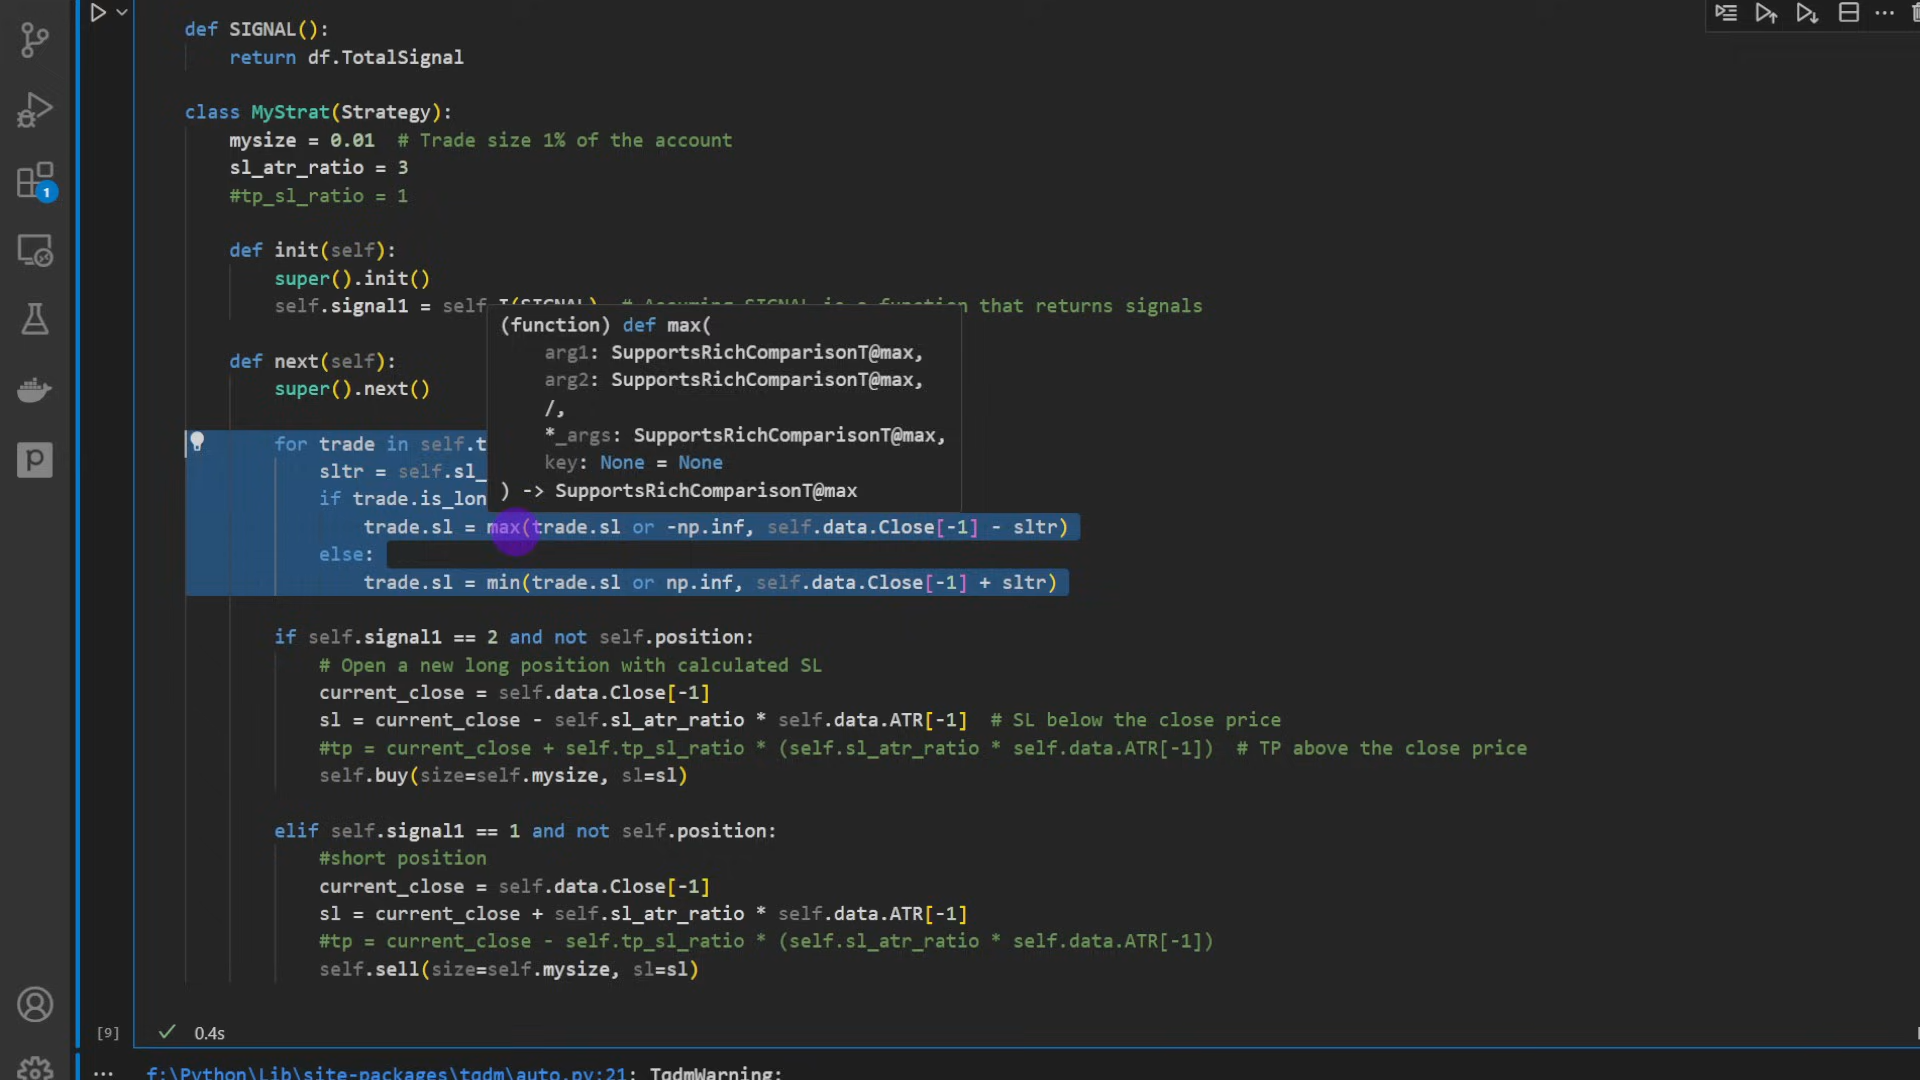 def SIGNAL():
return df.TotalSignal
class MyStrat(Strategy):
mysize = 0.01  # Trade size 1% of the account
sl_atr_ratio = 3
#tp_sl_ratio = 1
def init(self):
super().init()
self.signal1 = self.I(SIGNAL)  # Assuming SIGNAL is a function that returns signals
(function) def max(
arg1: SupportsRichComparisonT@max,
arg2: SupportsRichComparisonT@max,
/,
*_args: SupportsRichComparisonT@max,
key: None = None
) -> SupportsRichComparisonT@max
def next(self):
super().next()
for trade in self.t
sltr = self.sl_
if trade.is_lon
trade.sl = max(trade.sl or -np.inf, self.data.Close[-1] - sltr)
else:
trade.sl = min(trade.sl or np.inf, self.data.Close[-1] + sltr)
if self.signal1 == 2 and not self.position:
# Open a new long position with calculated SL
current_close = self.data.Close[-1]
sl = current_close - self.sl_atr_ratio * self.data.ATR[-1]  # SL below the close price
#tp = current_close + self.tp_sl_ratio * (self.sl_atr_ratio * self.data.ATR[-1])  # TP above the close price
self.buy(size=self.mysize, sl=sl)
elif self.signal1 == 1 and not self.position:
#short position
current_close = self.data.Close[-1]
sl = current_close + self.sl_atr_ratio * self.data.ATR[-1]
#tp = current_close - self.tp_sl_ratio * (self.sl_atr_ratio * self.data.ATR[-1])
self.sell(size=self.mysize, sl=sl)
[9] 0.4s
f:\Python\Lib\site-packages\tqdm\auto.py:21: TqdmWarning:
1
p